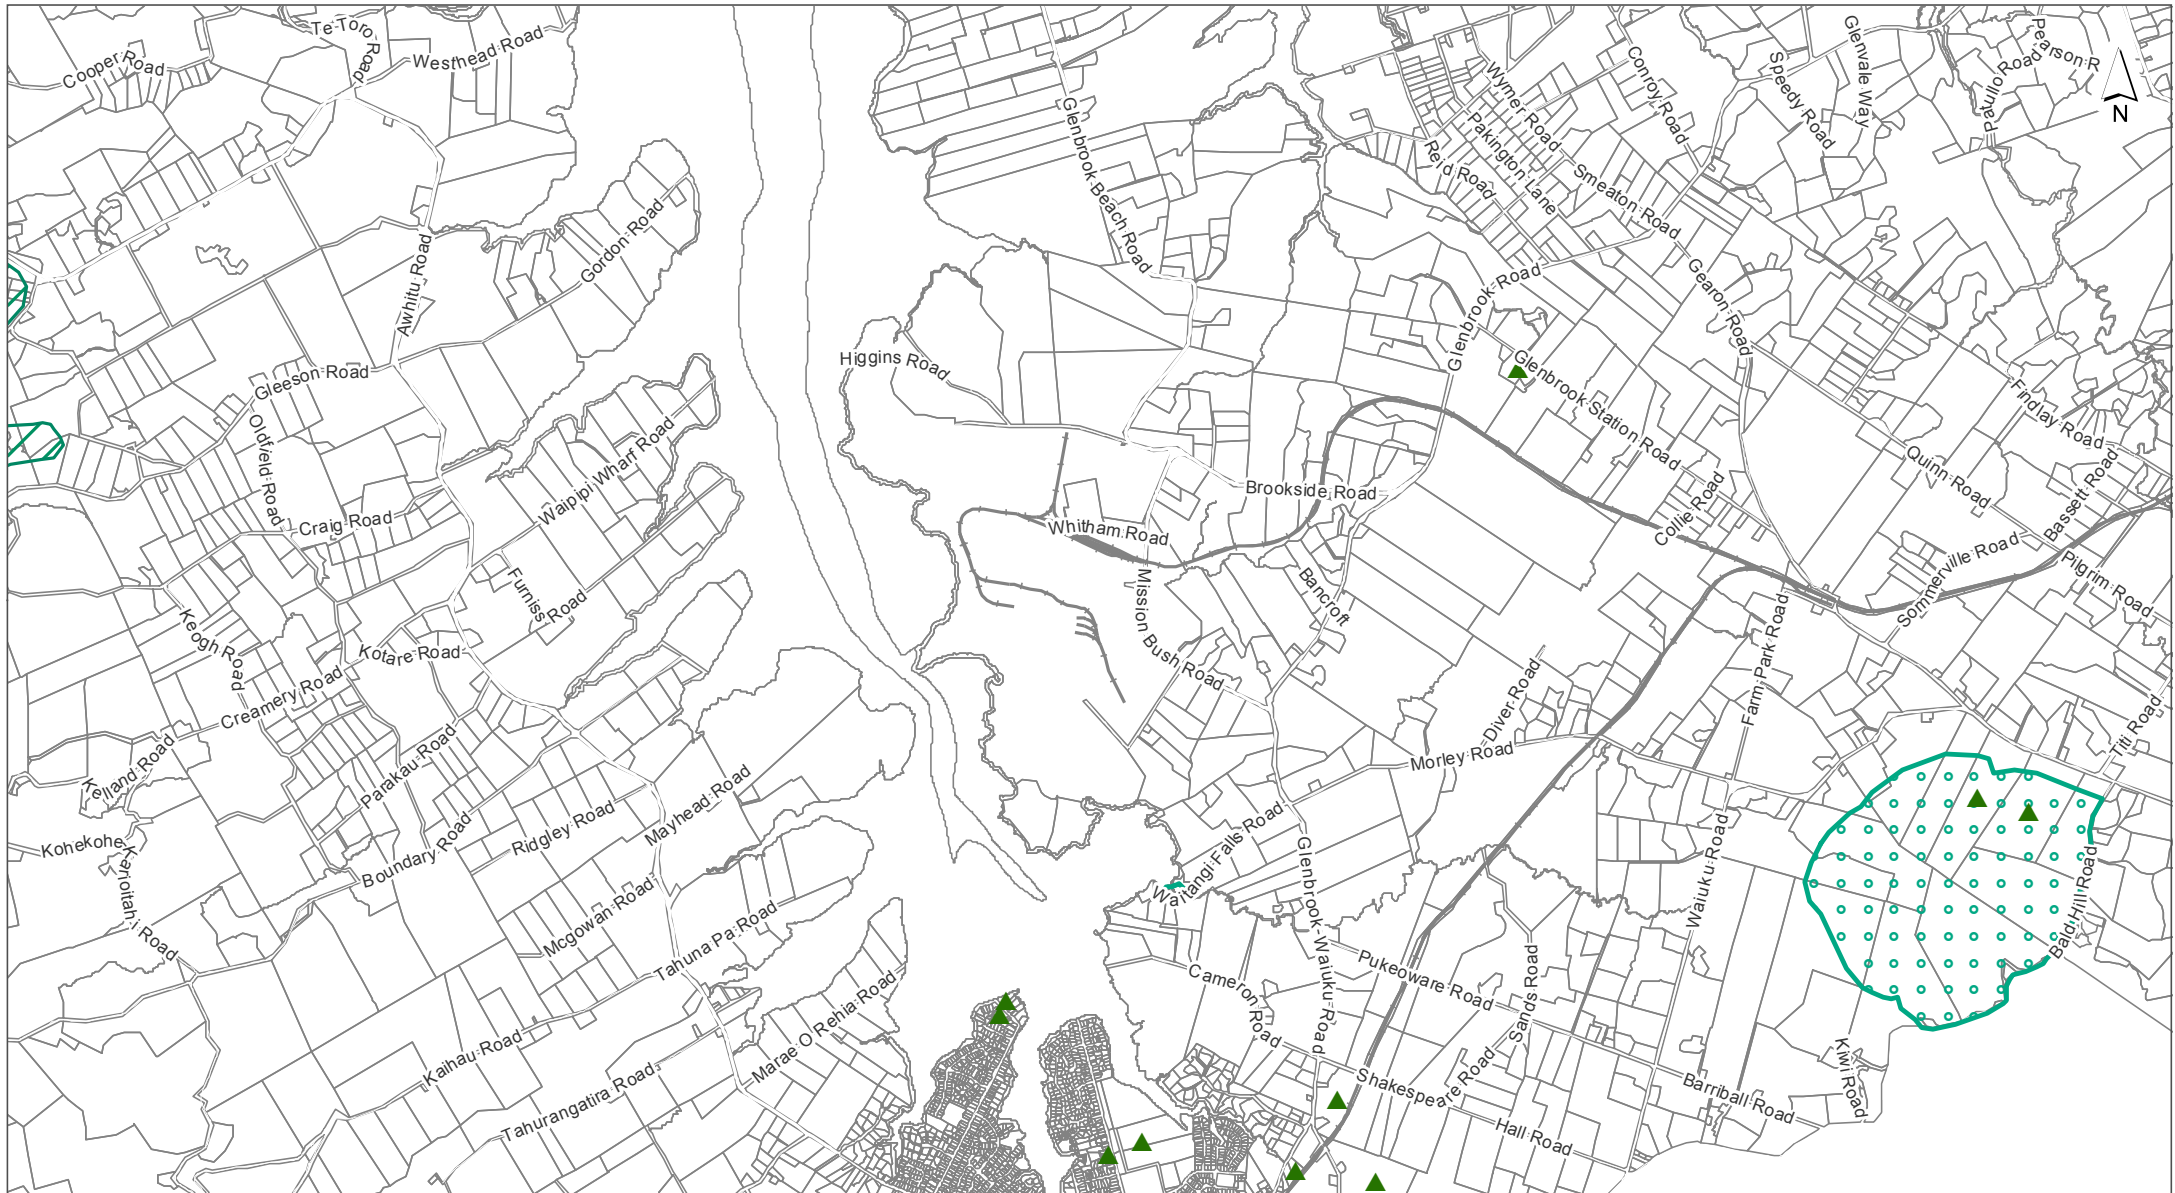 Te Toro Road
Westhead Road
Cooper Road
Glenbrook Beach Road
Wymer Road
Conroy Road
Speedy Road
Glenvale Way
Pearson R
Patullo Road
N
Pakington Lane
Reid Road
Smeaton Road
Gordon Road
Awhitu Road
Glenbrook Road
Gearon Road
Higgins Road
Gleeson Road
Glenbrook Station Road
Findlay Road
Oldfield Road
Waipipi Wharf Road
Quinn Road
Bassett Road
Brookside Road
Collie Road
Craig Road
Whitham Road
Sommerville Road
Pilgrim Road
Furniss
Road
Mission Bush Road
Bancroft
Keogh Road
Kotare Road
Farm Park Road
Creamery Road
Diver Road
Titi Road
Kelland Road
Parakau Road
Morley Road
Mayhead Road
Ridgley Road
Kohekohe
Karioitahi Road
Boundary Road
Waitangi Falls Road
Glenbrook-Waiuku Road
Waiuku Road
Bald Hill Road
Mcgowan Road
Tahuna Pa Road
Pukeoware Road
Cameron Road
Sands Road
Marae O Rehia Road
Kaihau Road
Tahurangatira Road
Shakespeare Road
Hall Road
Barriball Road
Kiwi Road